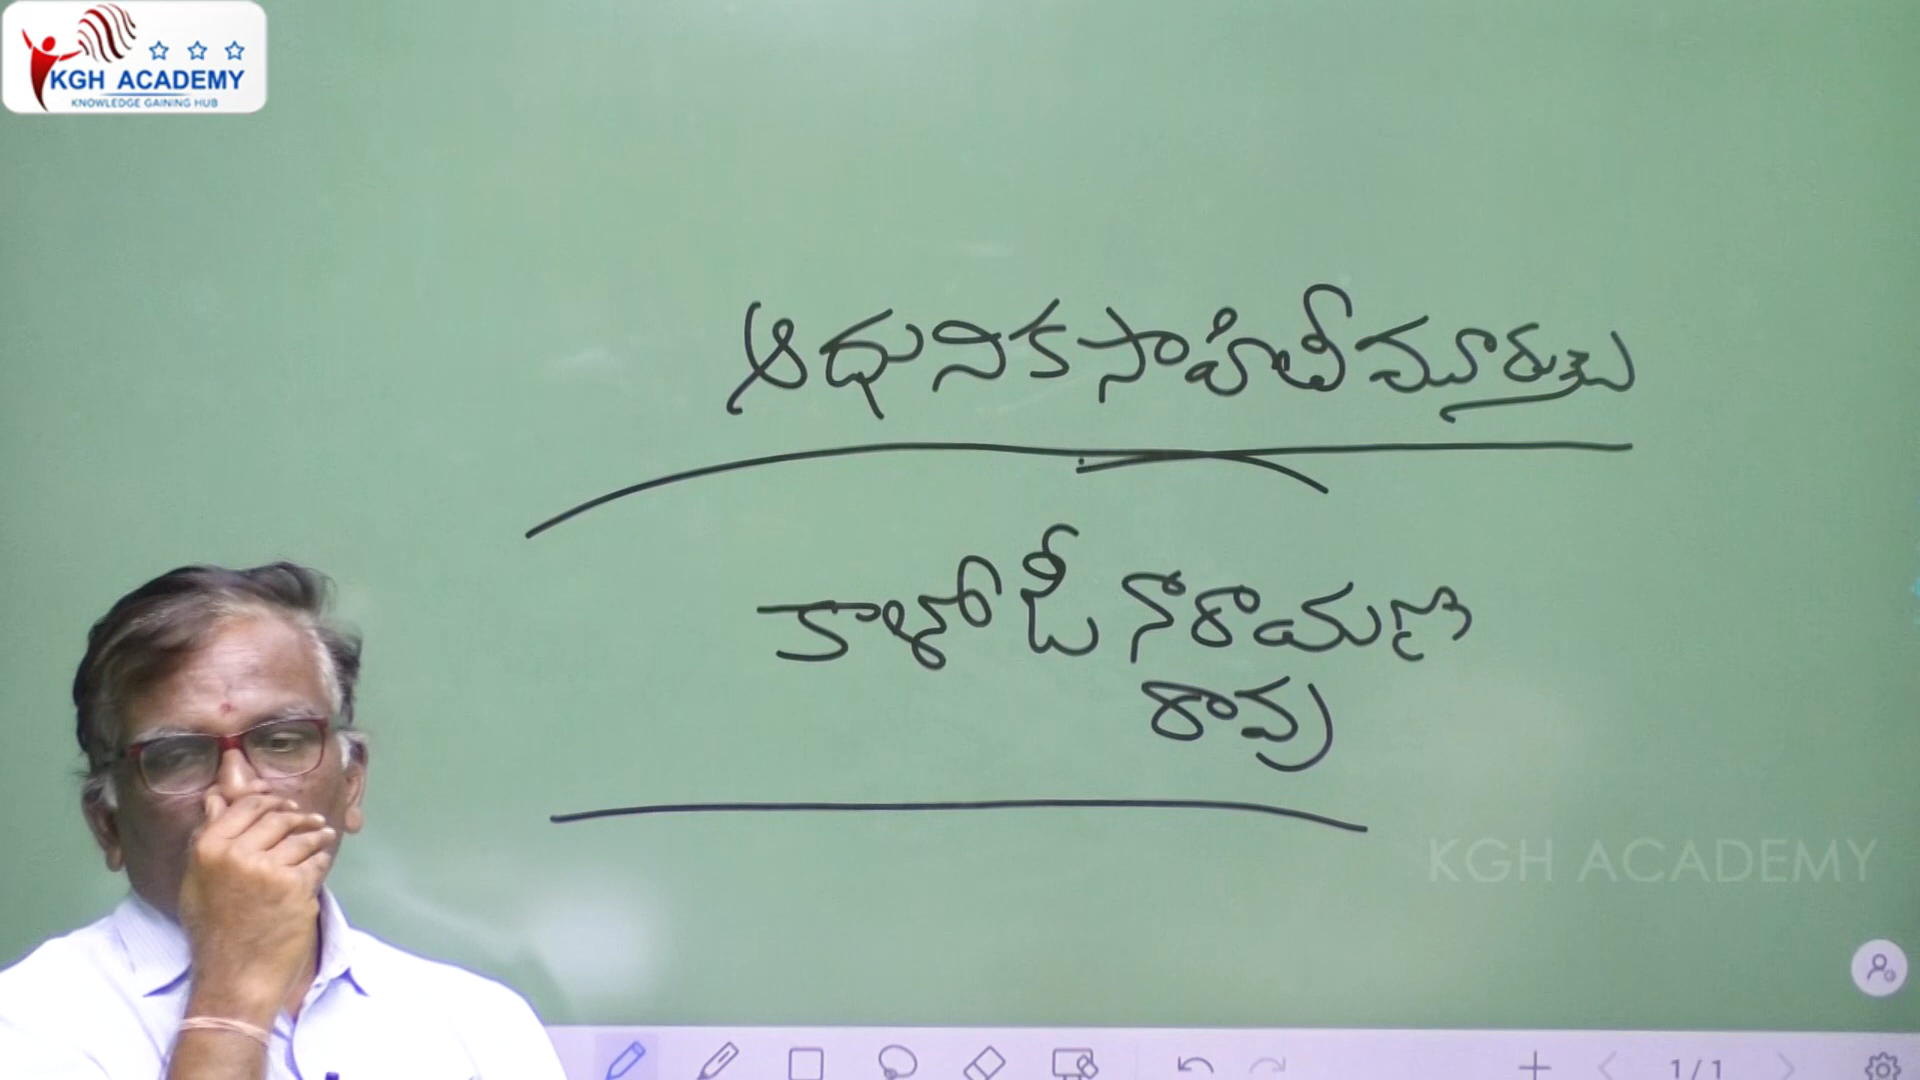 KGH ACADEMY
KNOWLEDGE GAINING HUB
ఆధునిక సాహితీమూర్తులు
కాళోజీ నారాయణ
రావు
KGH ACADEMY
1/1